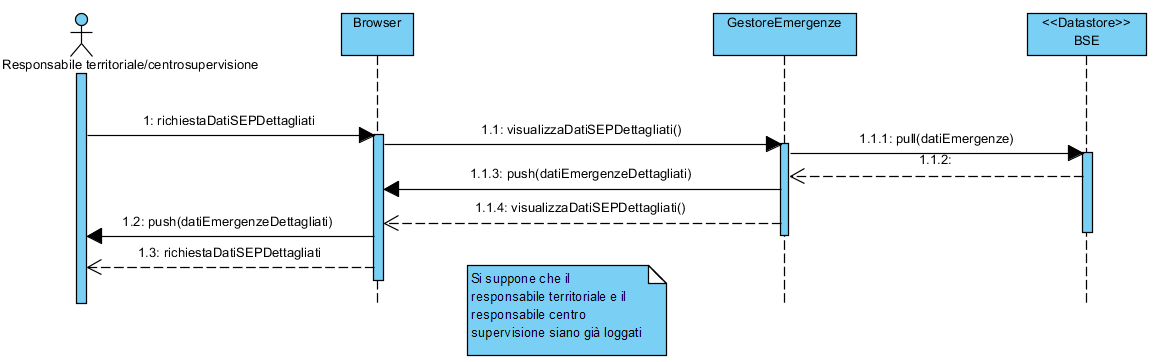 Browser
GestoreEmergenze
<<Datastore>>
BSE
Responsabile territoriale/centrosupervisione
1: richiestaDatiSEPDettagliati
1.1: visualizzaDatiSEPDettagliati()
1.1.1: pull(datiEmergenze)
1.1.2:
1.1.3: push(datiEmergenzeDettagliati)
1.1.4: visualizzaDatiSEPDettagliati()
1.2: push(datiEmergenzeDettagliati)
1.3: richiestaDatiSEPDettagliati
Si suppone che il
responsabile territoriale e il
responsabile centro
supervisione siano già loggati